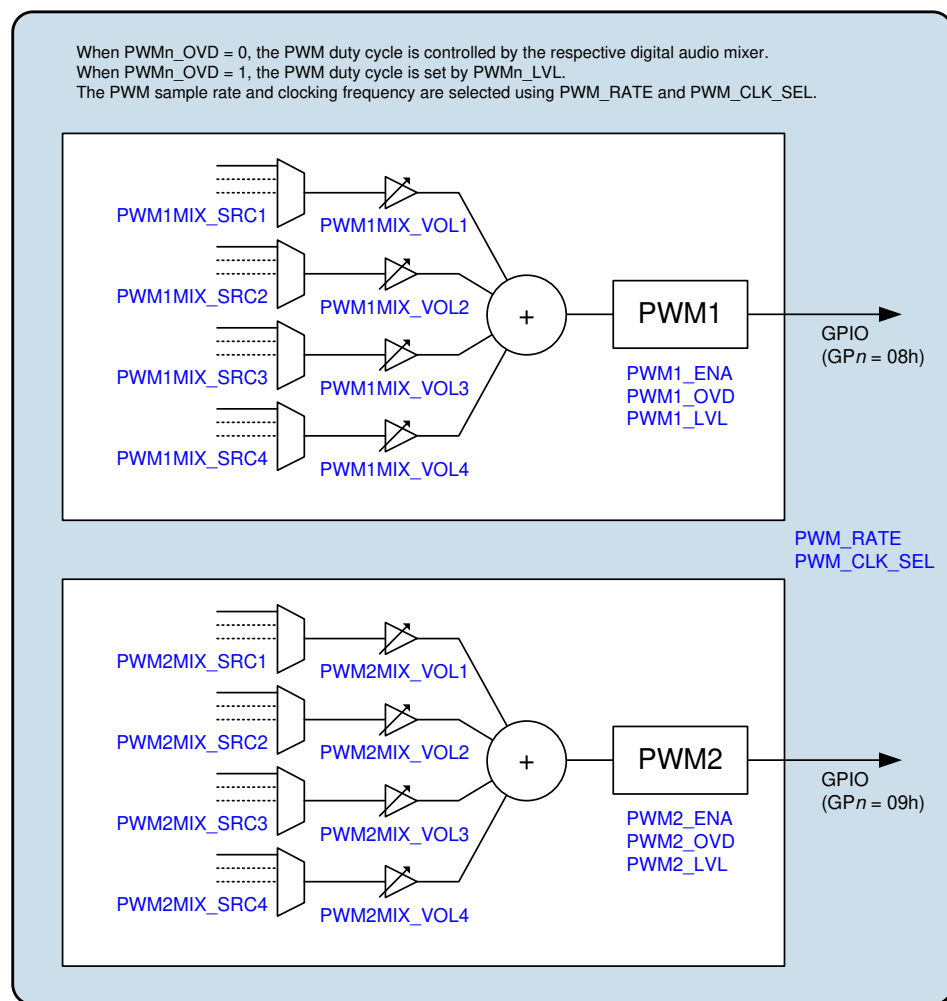 When PWMn_OVD = 0, the PWM duty cycle is controlled by the respective digital audio mixer.
When PWMn_OVD = 1, the PWM duty cycle is set by PWMn_LVL.
The PWM sample rate and clocking frequency are selected using PWM_RATE and PWM_CLK_SEL.
PWM1MIX_SRC1
PWM1MIX_VOL1
PWM1MIX_SRC2
PWM1MIX_VOL2
PWM1MIX_SRC3
PWM1MIX_VOL3
PWM1MIX_SRC4
PWM1MIX_VOL4
+
PWM1
PWM1_ENA
PWM1_OVD
PWM1_LVL
GPIO
(GPn = 08h)
PWM_RATE
PWM_CLK_SEL
PWM2MIX_SRC1
PWM2MIX_VOL1
PWM2MIX_SRC2
PWM2MIX_VOL2
PWM2MIX_SRC3
PWM2MIX_VOL3
PWM2MIX_SRC4
PWM2MIX_VOL4
+
PWM2
PWM2_ENA
PWM2_OVD
PWM2_LVL
GPIO
(GPn = 09h)